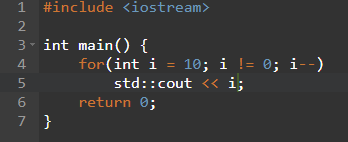 1 #include <iostream>
2
3 int main() {
4     for(int i = 10; i != 0; i--)
5         std::cout << i;
6     return 0;
7 }